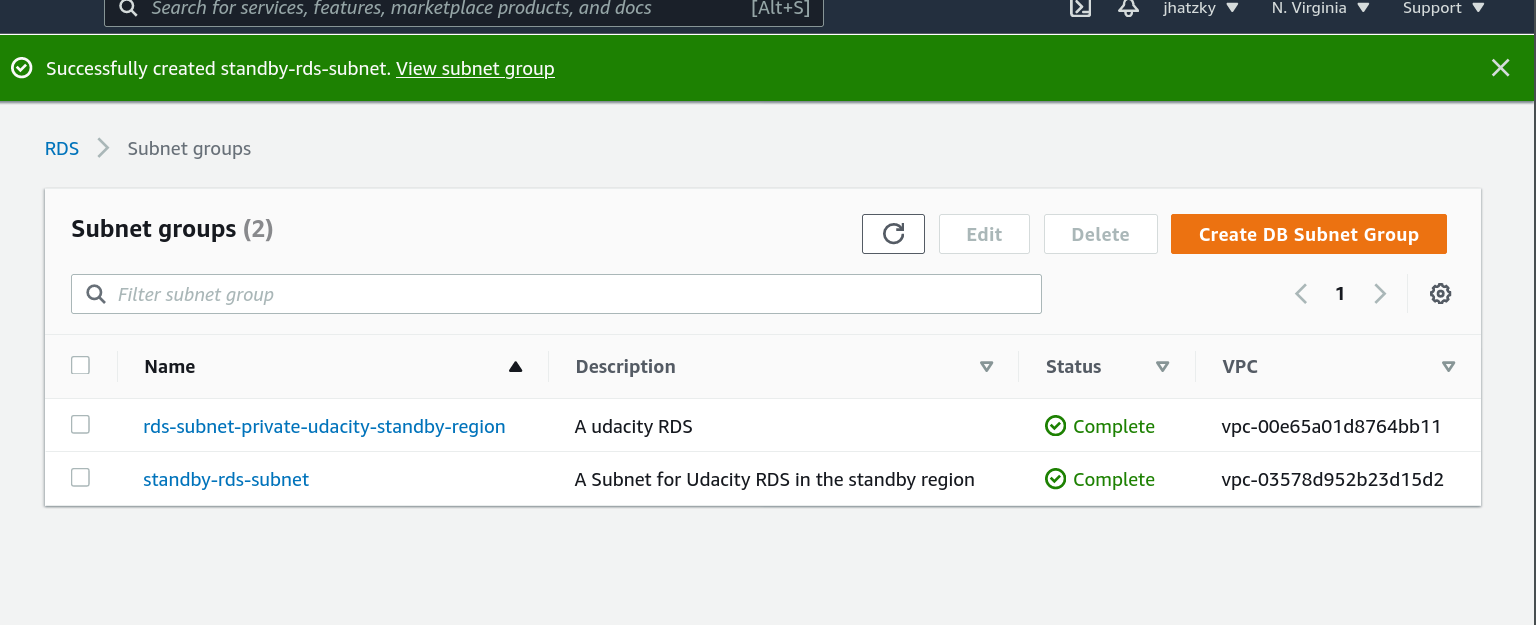 Search for services, features, marketplace products, and docs [Alt+S] jhatzky N. Virginia Support
Successfully created standby-rds-subnet. View subnet group
RDS Subnet groups
Subnet groups (2) Edit Delete Create DB Subnet Group
Filter subnet group 1
Name Description Status VPC
rds-subnet-private-udacity-standby-region A udacity RDS Complete vpc-00e65a01d8764bb11
standby-rds-subnet A Subnet for Udacity RDS in the standby region Complete vpc-03578d952b23d15d2